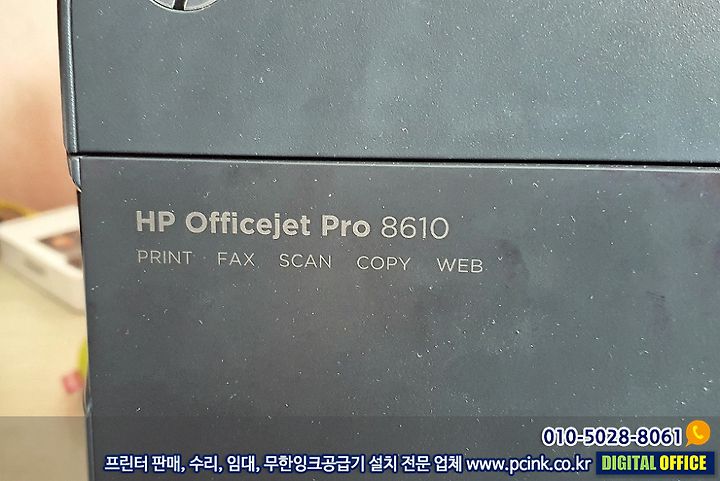 HP Officejet Pro 8610
PRINT FAX SCAN COPY WEB
010-5028-8061
프린터 판매, 수리, 임대, 무한잉크공급기 설치 전문 업체 www.pcink.co.kr DIGITAL OFFICE